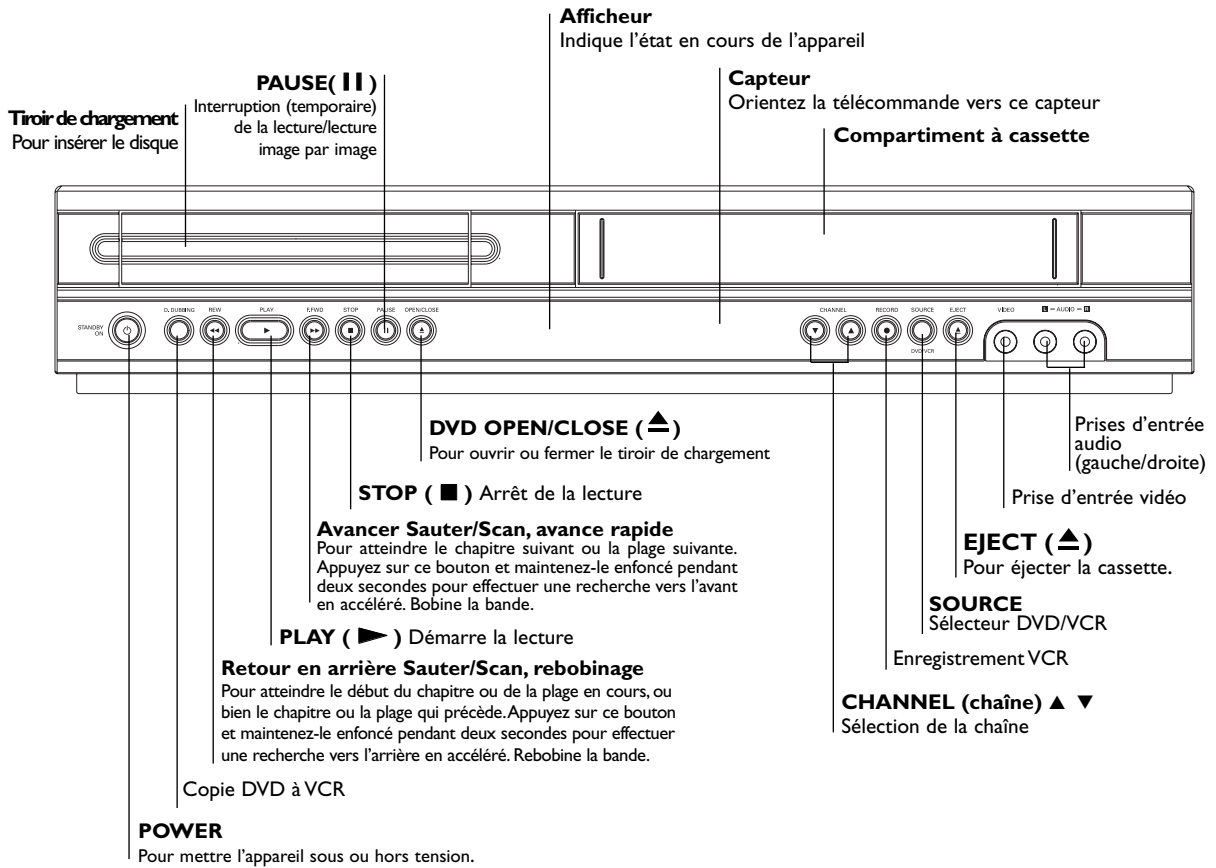 Afficheur
Indique l'état en cours de l'appareil
PAUSE( ❙❙ )
Interruption (temporaire)
de la lecture/lecture
image par image
Capteur
Orientez la télécommande vers ce capteur
Tiroir de chargement
Pour insérer le disque
Compartiment à cassette
STANDBY
ON
D. DUBBING
REW
PLAY
F.FWD
STOP
PAUSE
OPEN/CLOSE
CHANNEL
RECORD
SOURCE
DVD/VCR
EJECT
VIDEO
L – AUDIO – R
DVD OPEN/CLOSE (⏏)
Pour ouvrir ou fermer le tiroir de chargement
STOP ( ■ ) Arrêt de la lecture
Avancer Sauter/Scan, avance rapide
Pour atteindre le chapitre suivant ou la plage suivante.
Appuyez sur ce bouton et maintenez-le enfoncé pendant
deux secondes pour effectuer une recherche vers l'avant
en accéléré. Bobine la bande.
PLAY ( ► ) Démarre la lecture
Retour en arrière Sauter/Scan, rebobinage
Pour atteindre le début du chapitre ou de la plage en cours, ou
bien le chapitre ou la plage qui précède. Appuyez sur ce bouton
et maintenez-le enfoncé pendant deux secondes pour effectuer
une recherche vers l'arrière en accéléré. Rebobine la bande.
Copie DVD à VCR
POWER
Pour mettre l'appareil sous ou hors tension.
Prises d'entrée
audio
(gauche/droite)
Prise d'entrée vidéo
EJECT (⏏)
Pour éjecter la cassette.
SOURCE
Sélecteur DVD/VCR
Enregistrement VCR
CHANNEL (chaîne) ▲ ▼
Sélection de la chaîne